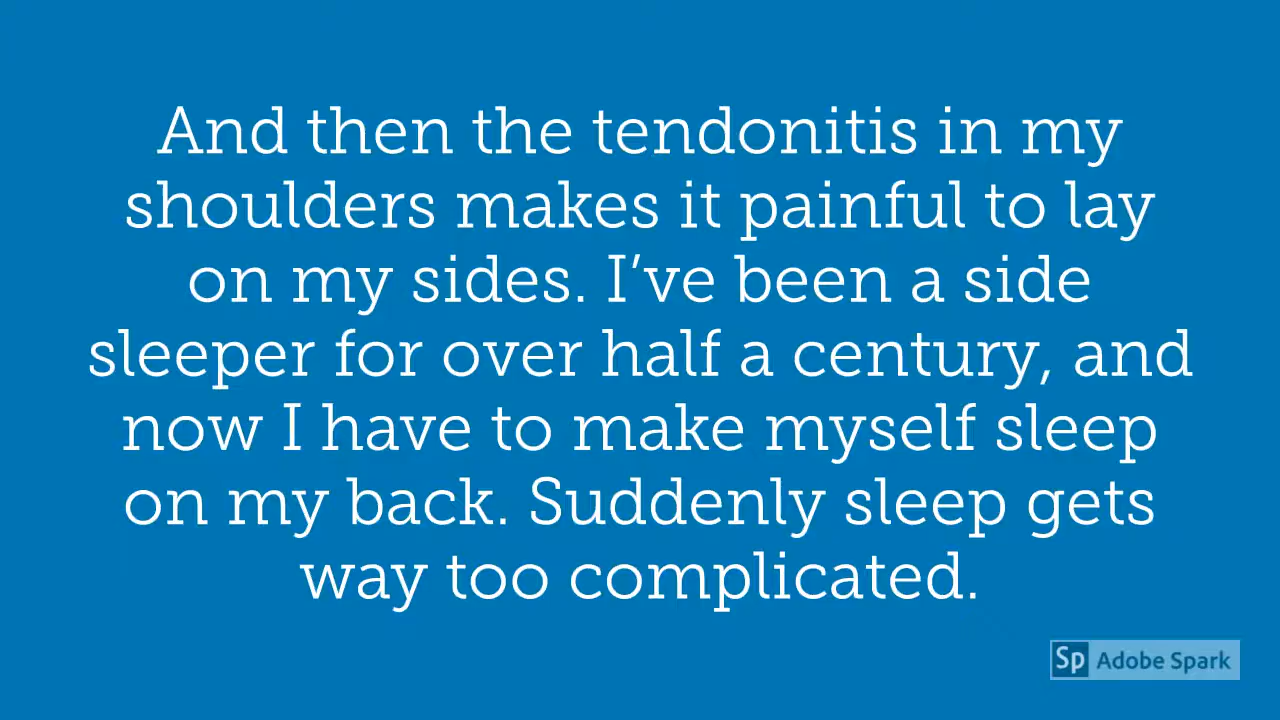 And then the tendonitis in my
shoulders makes it painful to lay
on my sides. I’ve been a side
sleeper for over half a century, and
now I have to make myself sleep
on my back. Suddenly sleep gets
way too complicated.
Sp Adobe Spark